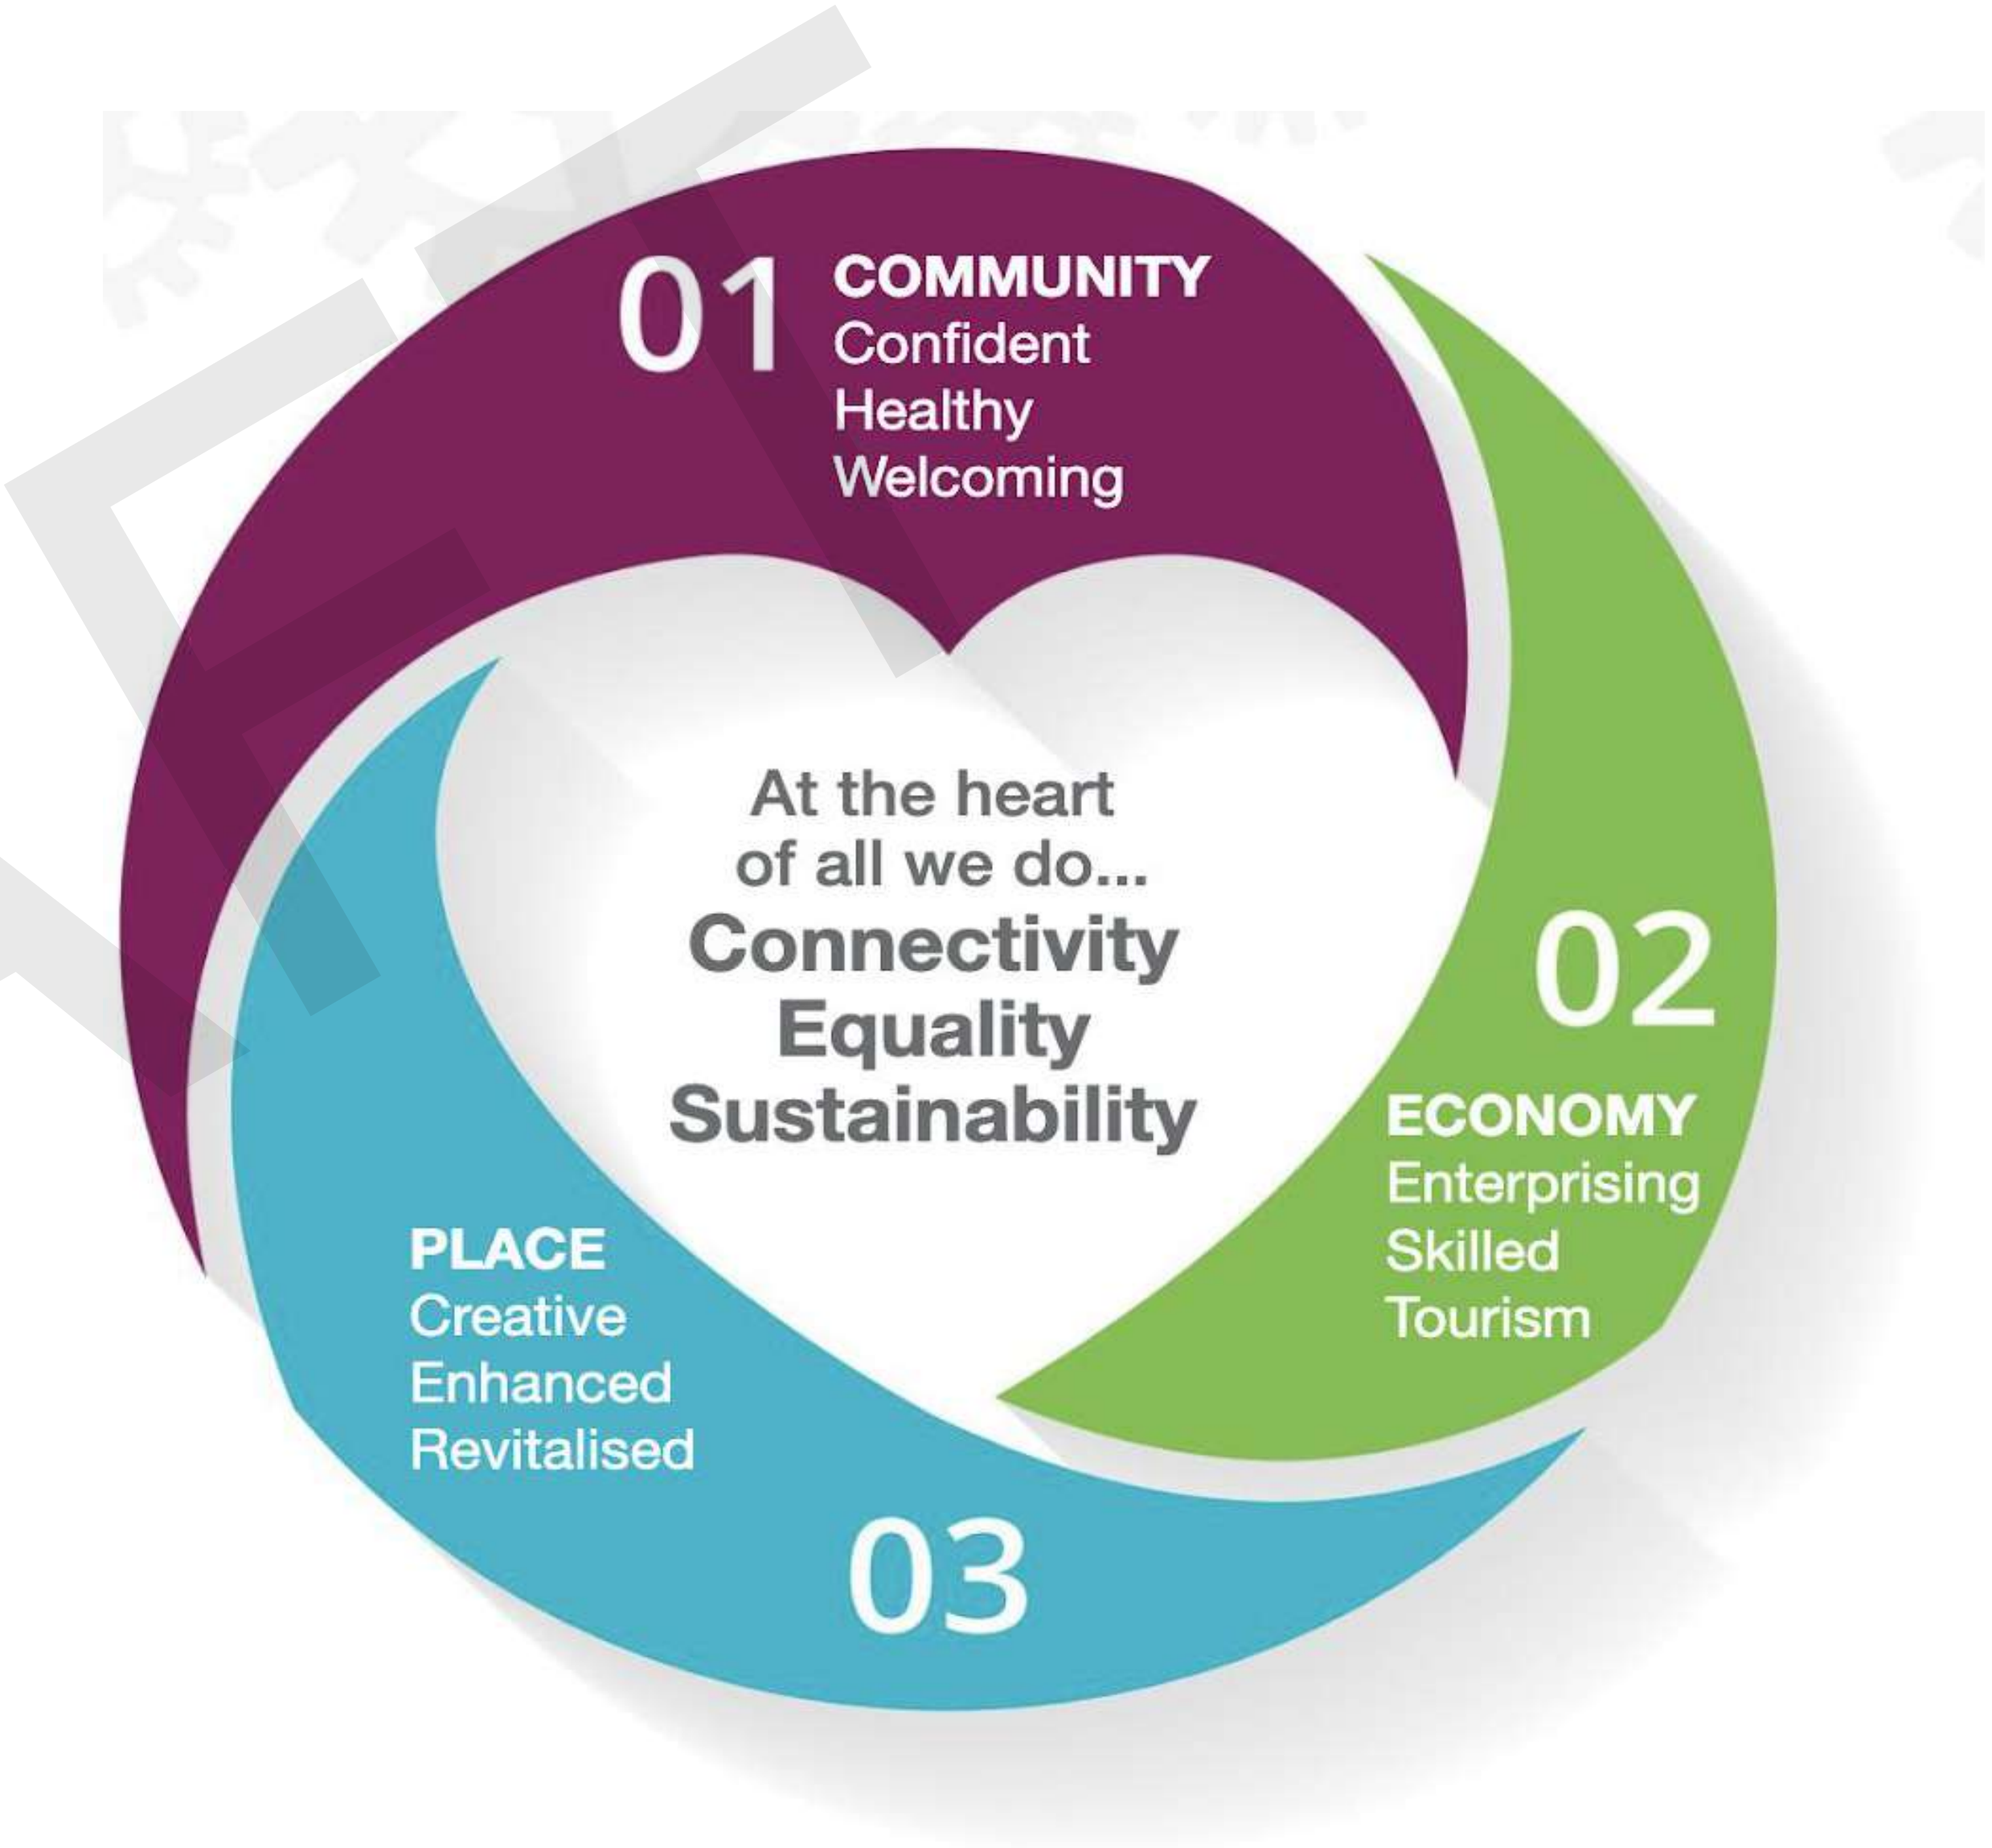 01
COMMUNITY
Confident
Healthy
Welcoming
At the heart
of all we do...
Connectivity
Equality
Sustainability
02
ECONOMY
Enterprising
Skilled
Tourism
PLACE
Creative
Enhanced
Revitalised
03